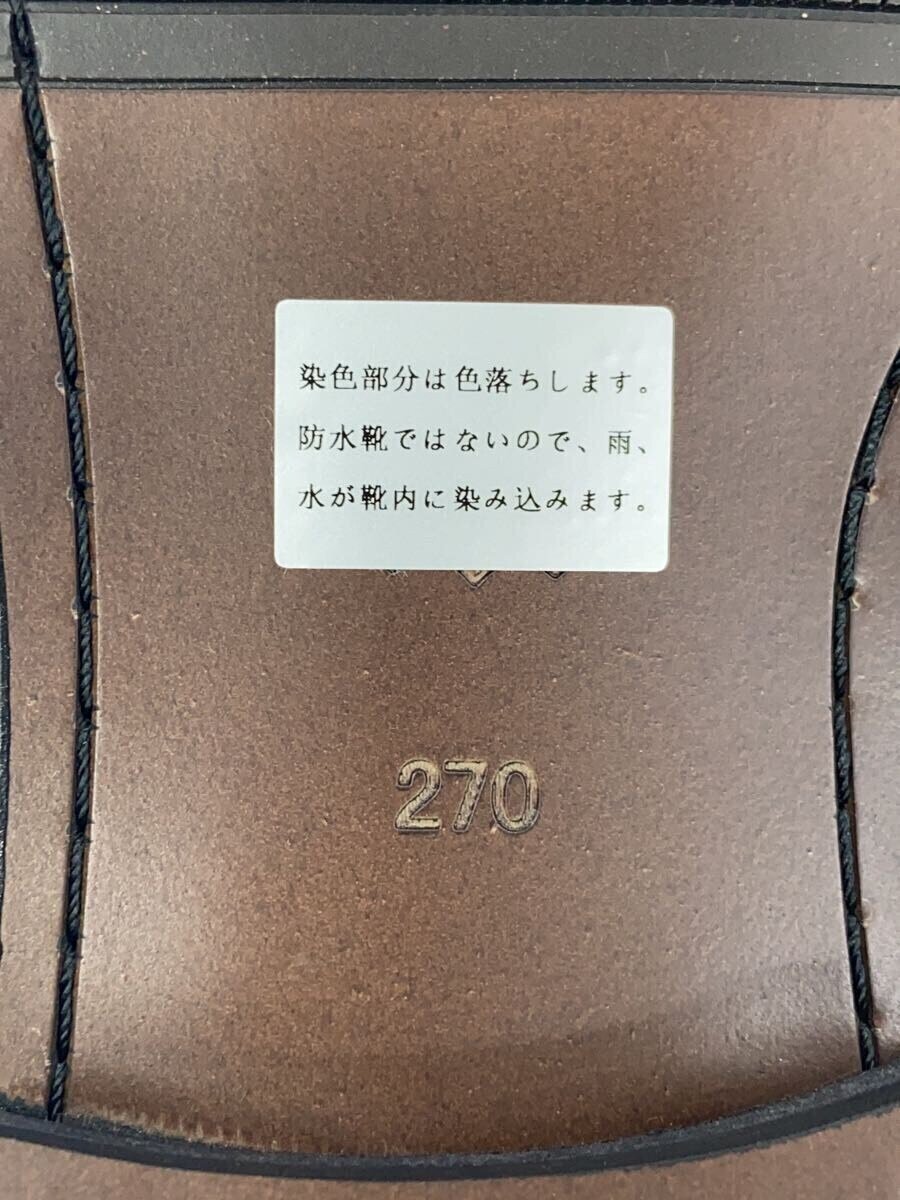 染色部分は色落ちします。
防水靴ではないので、雨、
水が靴内に染み込みます。
270